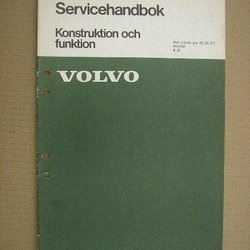 Servicehandbok
Konstruktion och
funktion
VOLVO